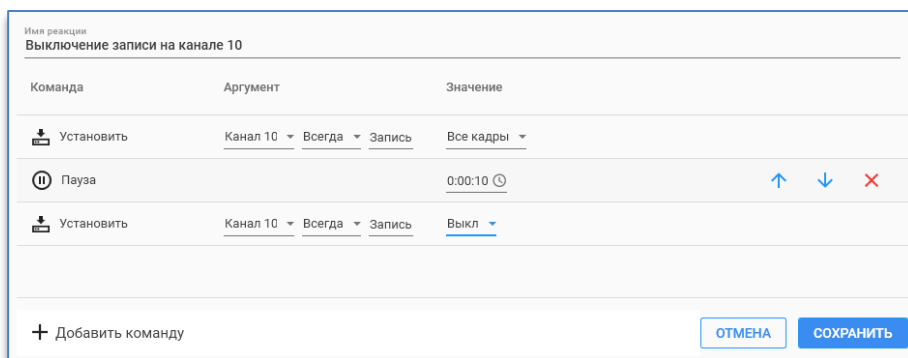 Имя реакции
Выключение записи на канале 10
Команда Аргумент Значение
Установить Канал 10 Всегда Запись Все кадры
Пауза 0:00:10
Установить Канал 10 Всегда Запись Выкл
Добавить команду ОТМЕНА СОХРАНИТЬ